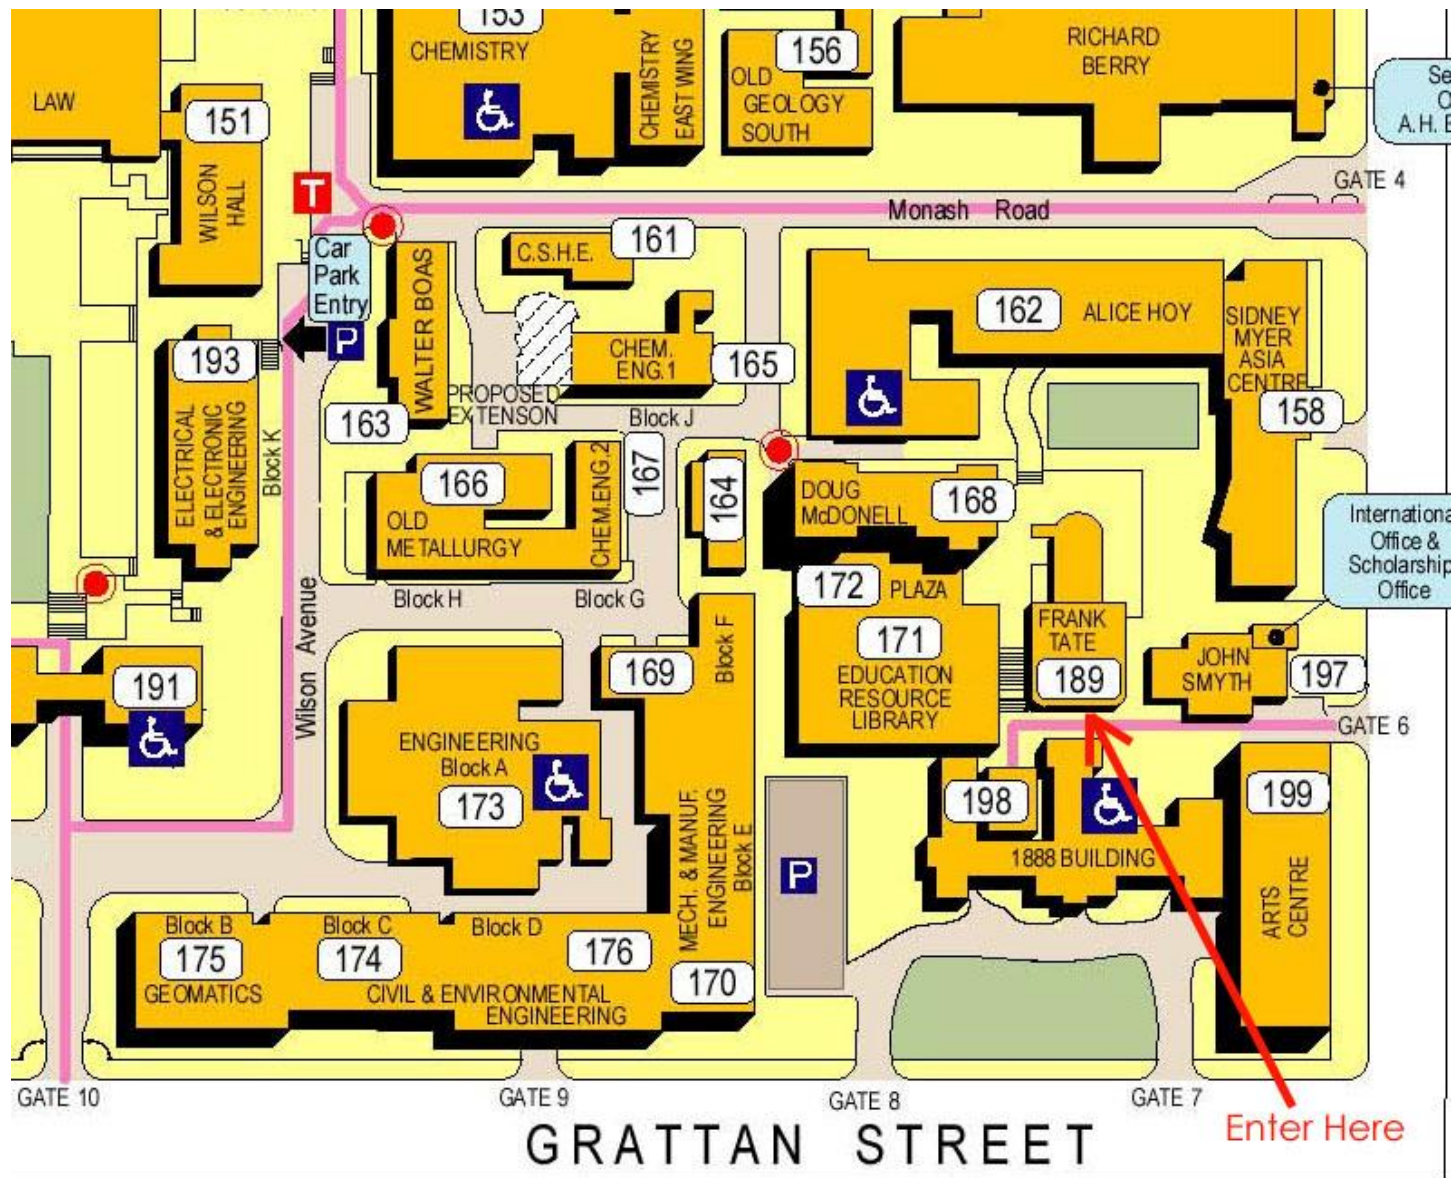 153
CHEMISTRY
CHEMISTRY
EAST WING
156
OLD
GEOLOGY
SOUTH
RICHARD
BERRY
Se
O
A.H. E
LAW
151
WILSON
HALL
T
GATE 4
Monash Road
Car
Park
Entry
P
WALTER BOAS
C.S.H.E.
161
162
ALICE HOY
SIDNEY
MYER
ASIA
CENTRE
158
193
ELECTRICAL
& ELECTRONIC
ENGINEERING
Block K
163
CHEM.
ENG.1
165
PROPOSED
EXTENSON
Block J
166
OLD
METALLURGY
CHEM.ENG.2
167
164
DOUG
McDONELL
168
Internationa
Office &
Scholarship
Office
Block H
Block G
Wilson Avenue
172
PLAZA
171
EDUCATION
RESOURCE
LIBRARY
FRANK
TATE
189
JOHN
SMYTH
197
GATE 6
191
169
Block F
ENGINEERING
Block A
173
MECH. & MANUF.
ENGINEERING
Block E
P
198
1888 BUILDING
199
ARTS
CENTRE
Block B
175
GEOMATICS
Block C
174
Block D
176
CIVIL & ENVIRONMENTAL
ENGINEERING
170
GATE 10
GATE 9
GATE 8
GATE 7
Enter Here
GRATTAN STREET